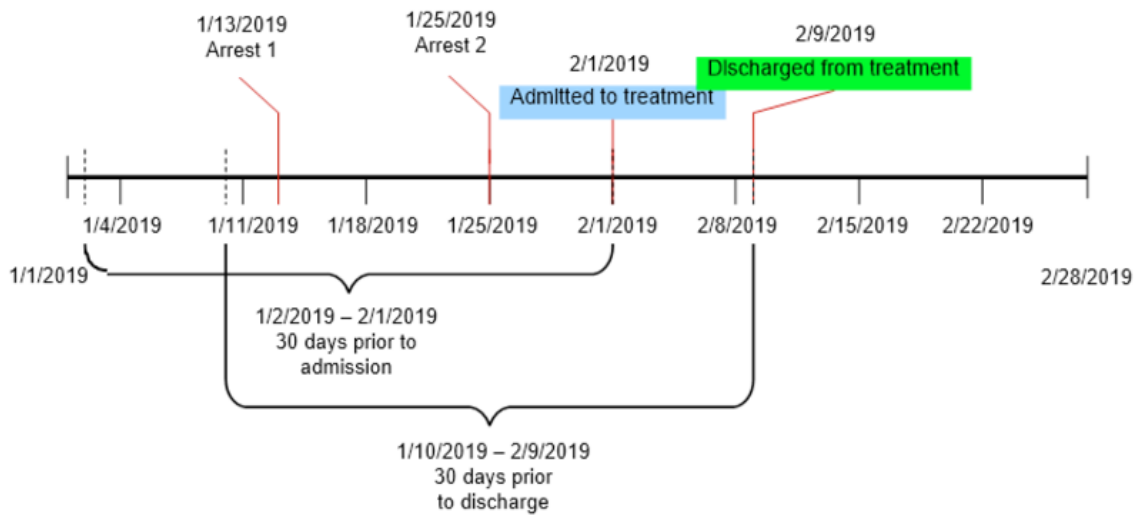 1/13/2019
Arrest 1
1/25/2019
Arrest 2
2/1/2019
Admitted to treatment
2/9/2019
Discharged from treatment
1/4/2019
1/11/2019
1/18/2019
1/25/2019
2/1/2019
2/8/2019
2/15/2019
2/22/2019
1/1/2019
2/28/2019
1/2/2019 – 2/1/2019
30 days prior to
admission
1/10/2019 – 2/9/2019
30 days prior
to discharge